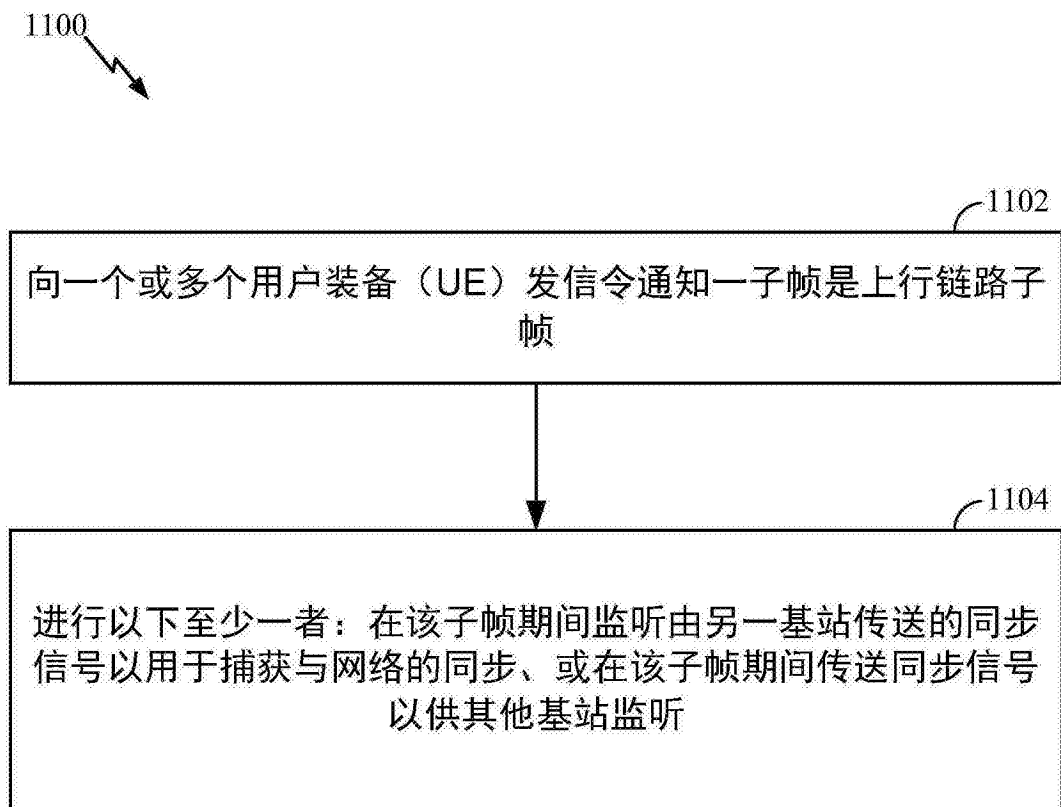 1100
1102
向一个或多个用户装备（UE）发信令通知一子帧是上行链路子
帧
1104
进行以下至少一者：在该子帧期间监听由另一基站传送的同步
信号以用于捕获与网络的同步、或在该子帧期间传送同步信号
以供其他基站监听